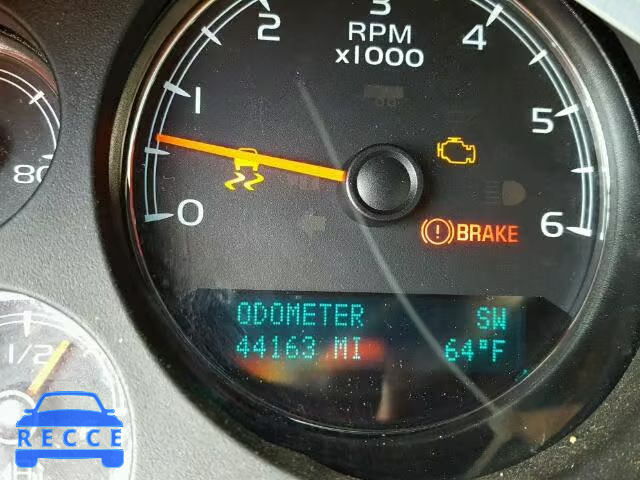 3
2
4
RPM
x1000
1
5
80
0
6
BRAKE
1/2
ODOMETER SW
44163 MI 64°F
RECCE